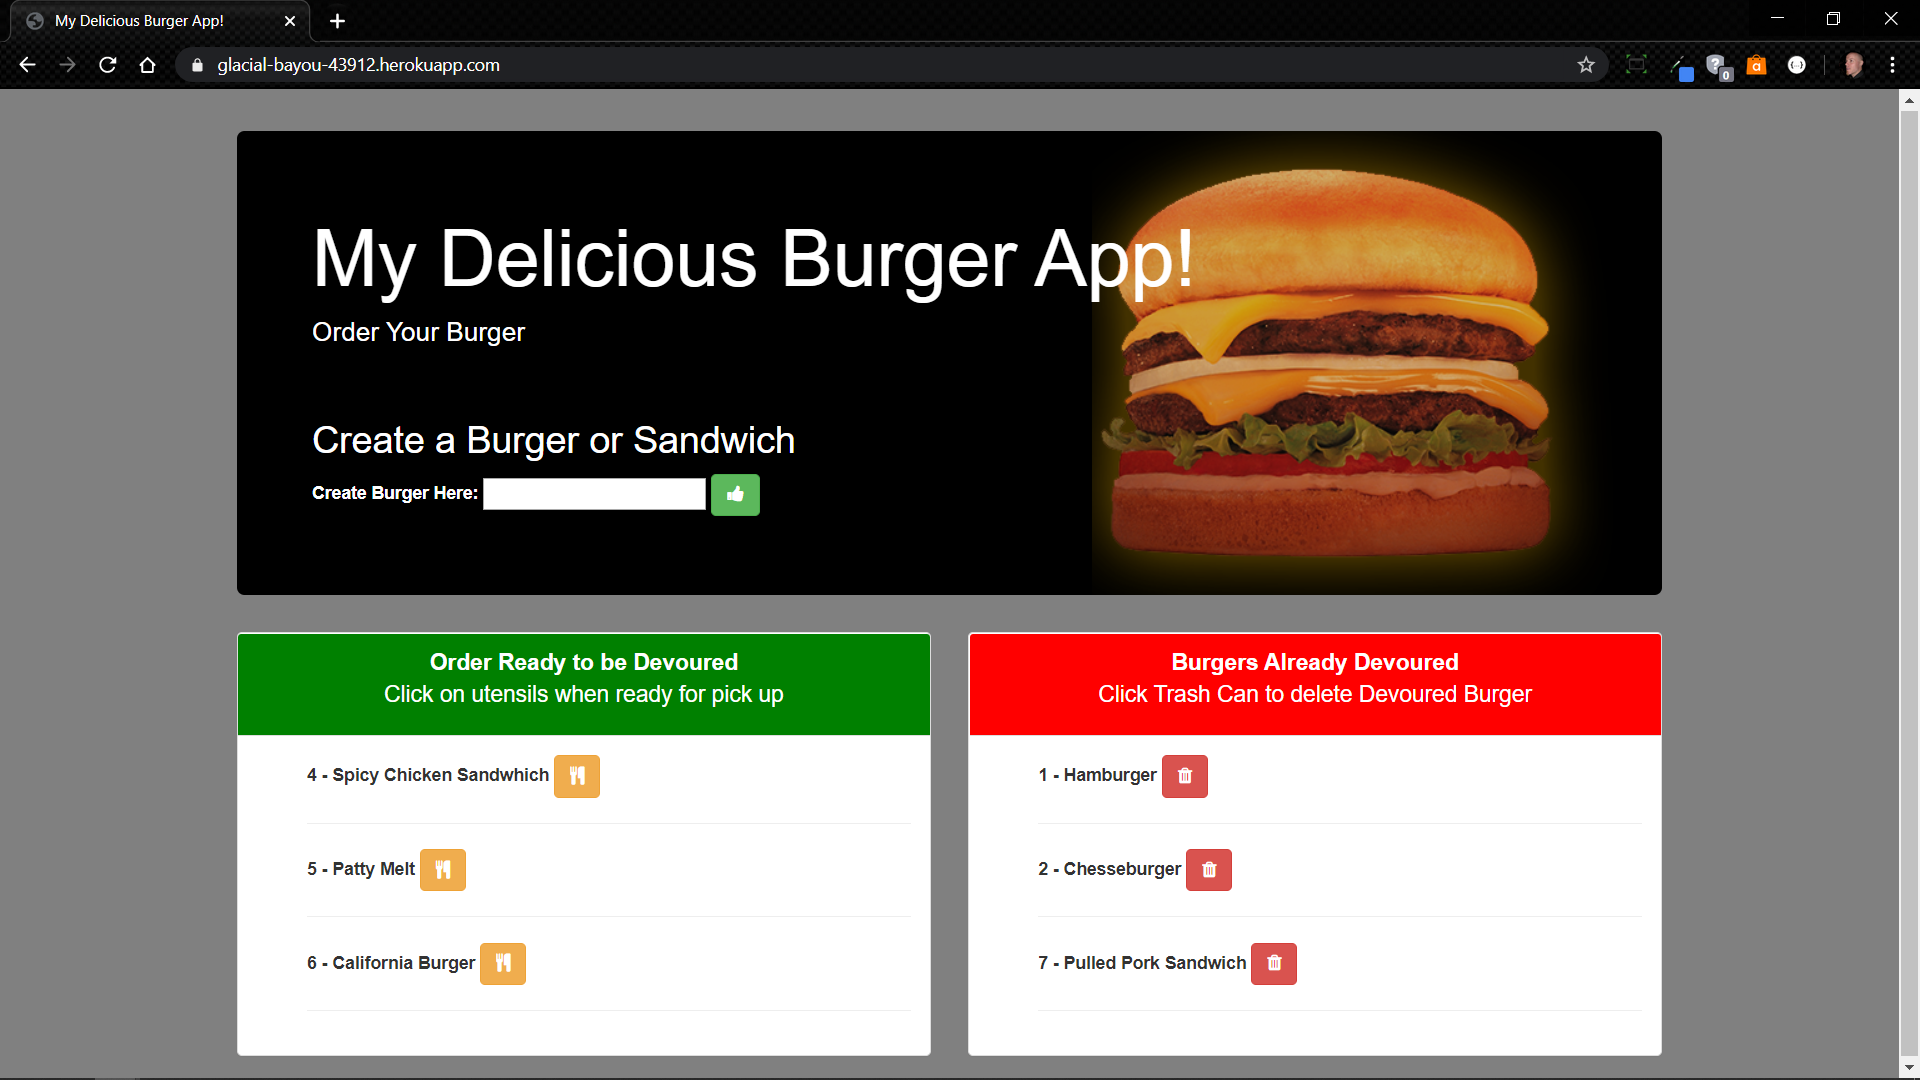 My Delicious Burger App!
glacial-bayou-43912.herokuapp.com
0
a
My Delicious Burger App!
Order Your Burger
Create a Burger or Sandwich
Create Burger Here:
Order Ready to be Devoured
Click on utensils when ready for pick up
4 - Spicy Chicken Sandwhich
5 - Patty Melt
6 - California Burger
Burgers Already Devoured
Click Trash Can to delete Devoured Burger
1 - Hamburger
2 - Chesseburger
7 - Pulled Pork Sandwich